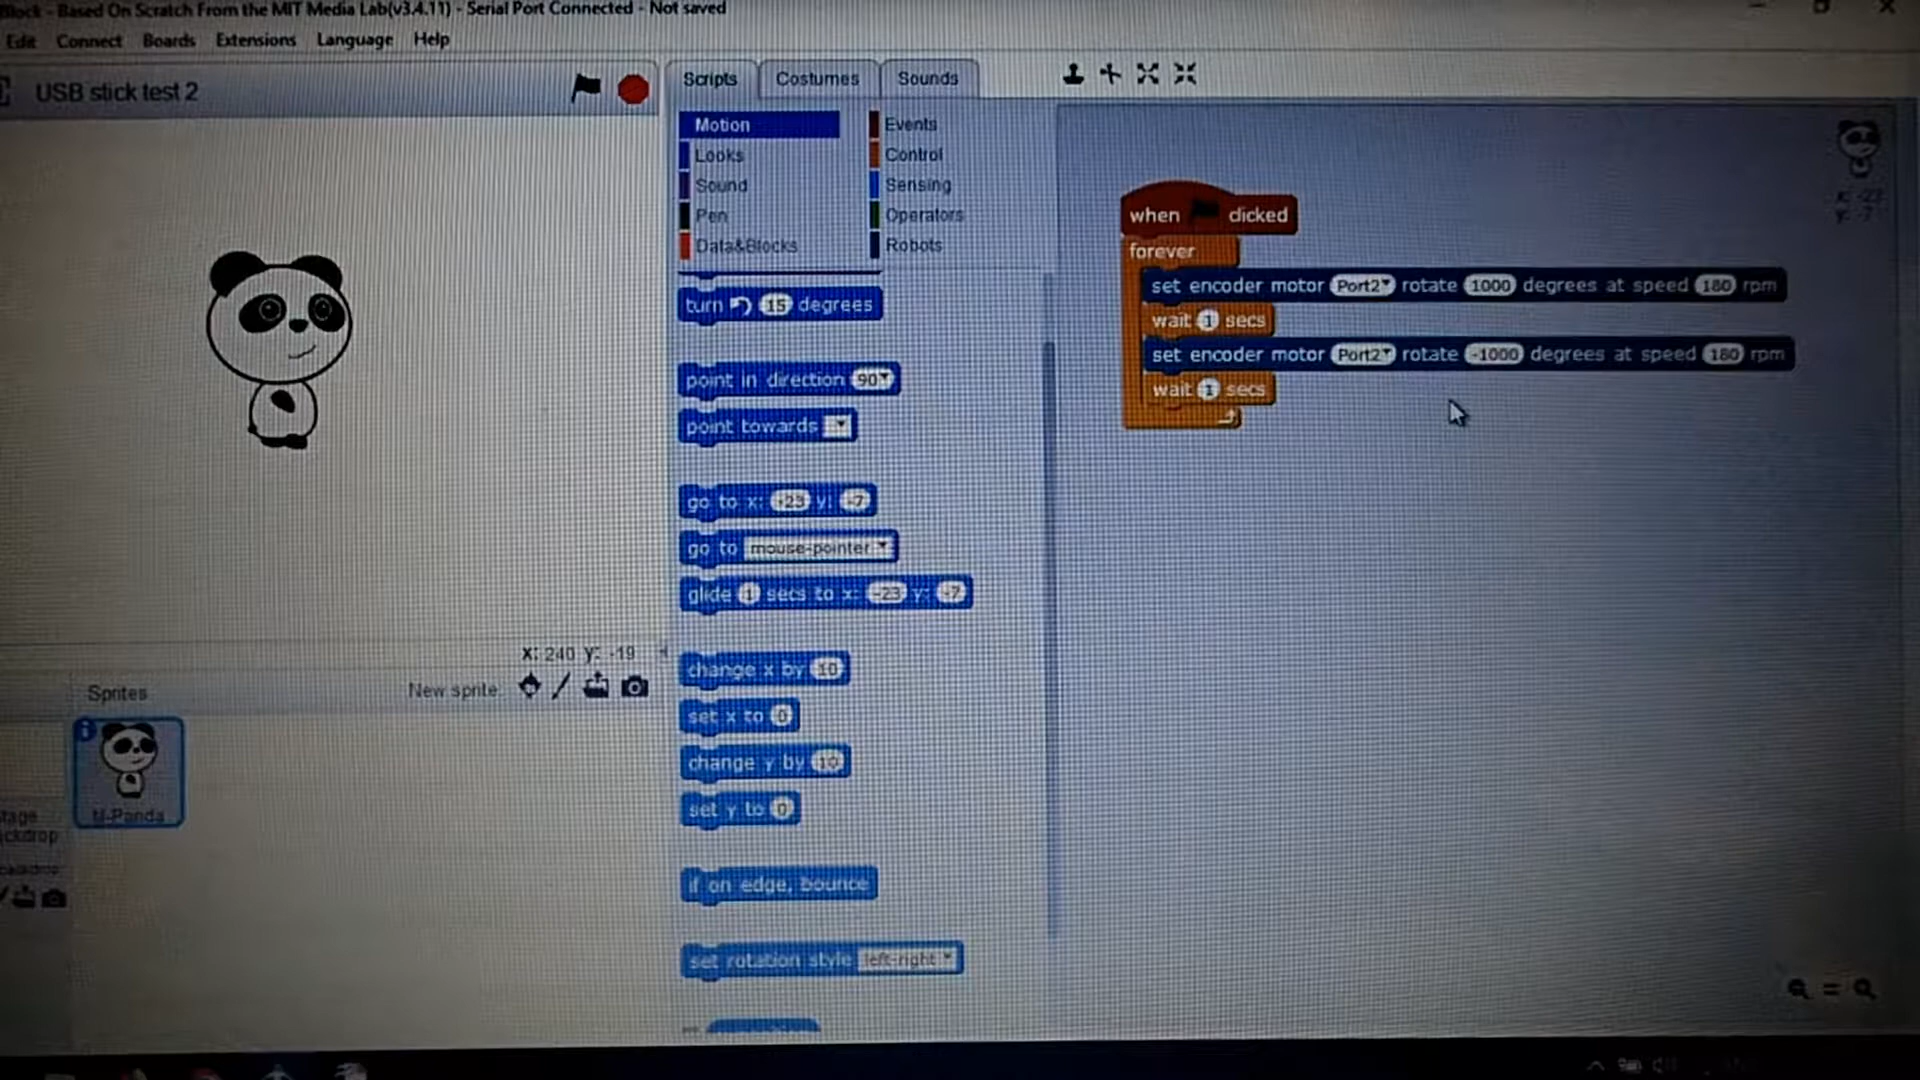 Block - Based On Scratch From the MIT Media Lab(v3.4.11) - Serial Port Connected - Not saved
Edit Connect Boards Extensions Language Help
USB stick test 2
Scripts Costumes Sounds
Motion
Looks
Sound
Pen
Data&Blocks
Events
Control
Sensing
Operators
Robots
turn 15 degrees
point in direction 90
point towards
go to x: -23 y: -7
go to mouse-pointer
glide 1 secs to x: -23 y: -7
change x by 10
set x to 0
change y by 10
set y to 0
if on edge, bounce
set rotation style left-right
when clicked
forever
set encoder motor Port2 rotate 1000 degrees at speed 180 rpm
wait 1 secs
set encoder motor Port2 rotate -1000 degrees at speed 180 rpm
wait 1 secs
X: -23
Y: -7
X: 240 y: -19
Sprites
New sprite
M-Panda